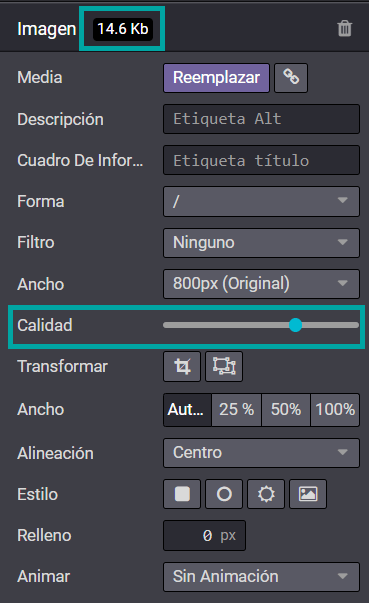 Imagen 14.6 Kb
Media Reemplazar
Descripción Etiqueta Alt
Cuadro De Infor... Etiqueta título
Forma /
Filtro Ninguno
Ancho 800px (Original)
Calidad
Transformar
Ancho Aut... 25 % 50% 100%
Alineación Centro
Estilo
Relleno 0 px
Animar Sin Animación